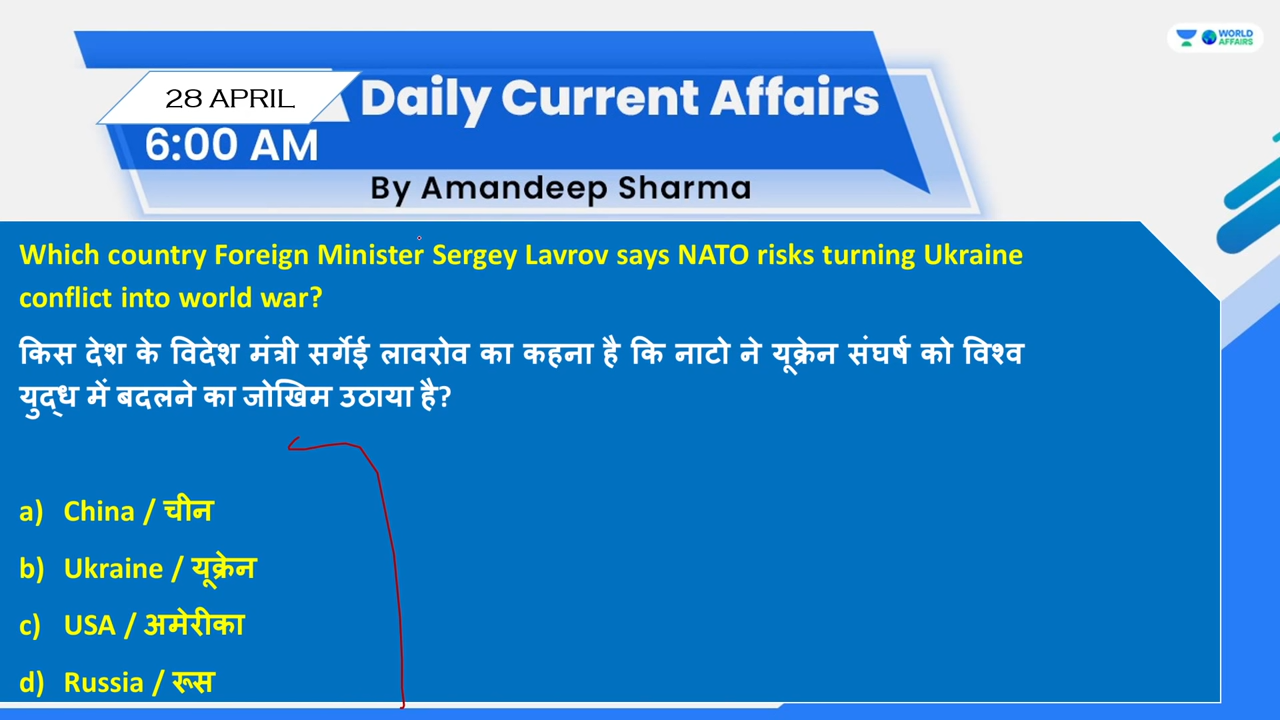 WORLD
AFFAIRS
28 APRIL
Daily Current Affairs
6:00 AM
By Amandeep Sharma
Which country Foreign Minister Sergey Lavrov says NATO risks turning Ukraine
conflict into world war?
किस देश के विदेश मंत्री सर्गेई लावरोव का कहना है कि नाटो ने यूक्रेन संघर्ष को विश्व
युद्ध में बदलने का जोखिम उठाया है?
a) China / चीन
b) Ukraine / यूक्रेन
c) USA / अमेरीका
d) Russia / रूस